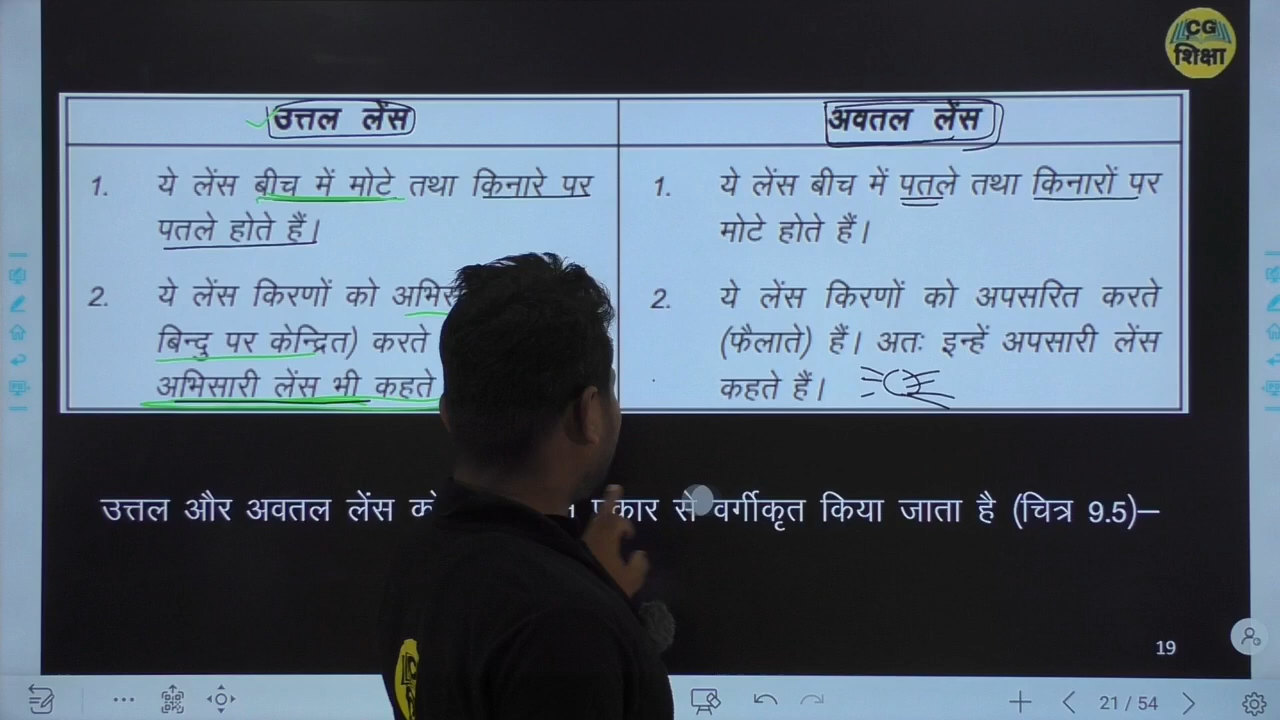 CG
शिक्षा
उत्तल लेंस
अवतल लेंस
1. ये लेंस बीच में मोटे तथा किनारे पर
पतले होते हैं।
2. ये लेंस किरणों को
बिन्दु पर केन्द्रित) करते
अभिसारी लेंस भी कहते
1. ये लेंस बीच में पतले तथा किनारों पर
मोटे होते हैं।
2. ये लेंस किरणों को अपसरित करते
(फैलाते) हैं। अतः इन्हें अपसारी लेंस
कहते हैं।
उत्तल और अवतल लेंस को प्रकार से वर्गीकृत किया जाता है (चित्र 9.5)–
19
21 / 54